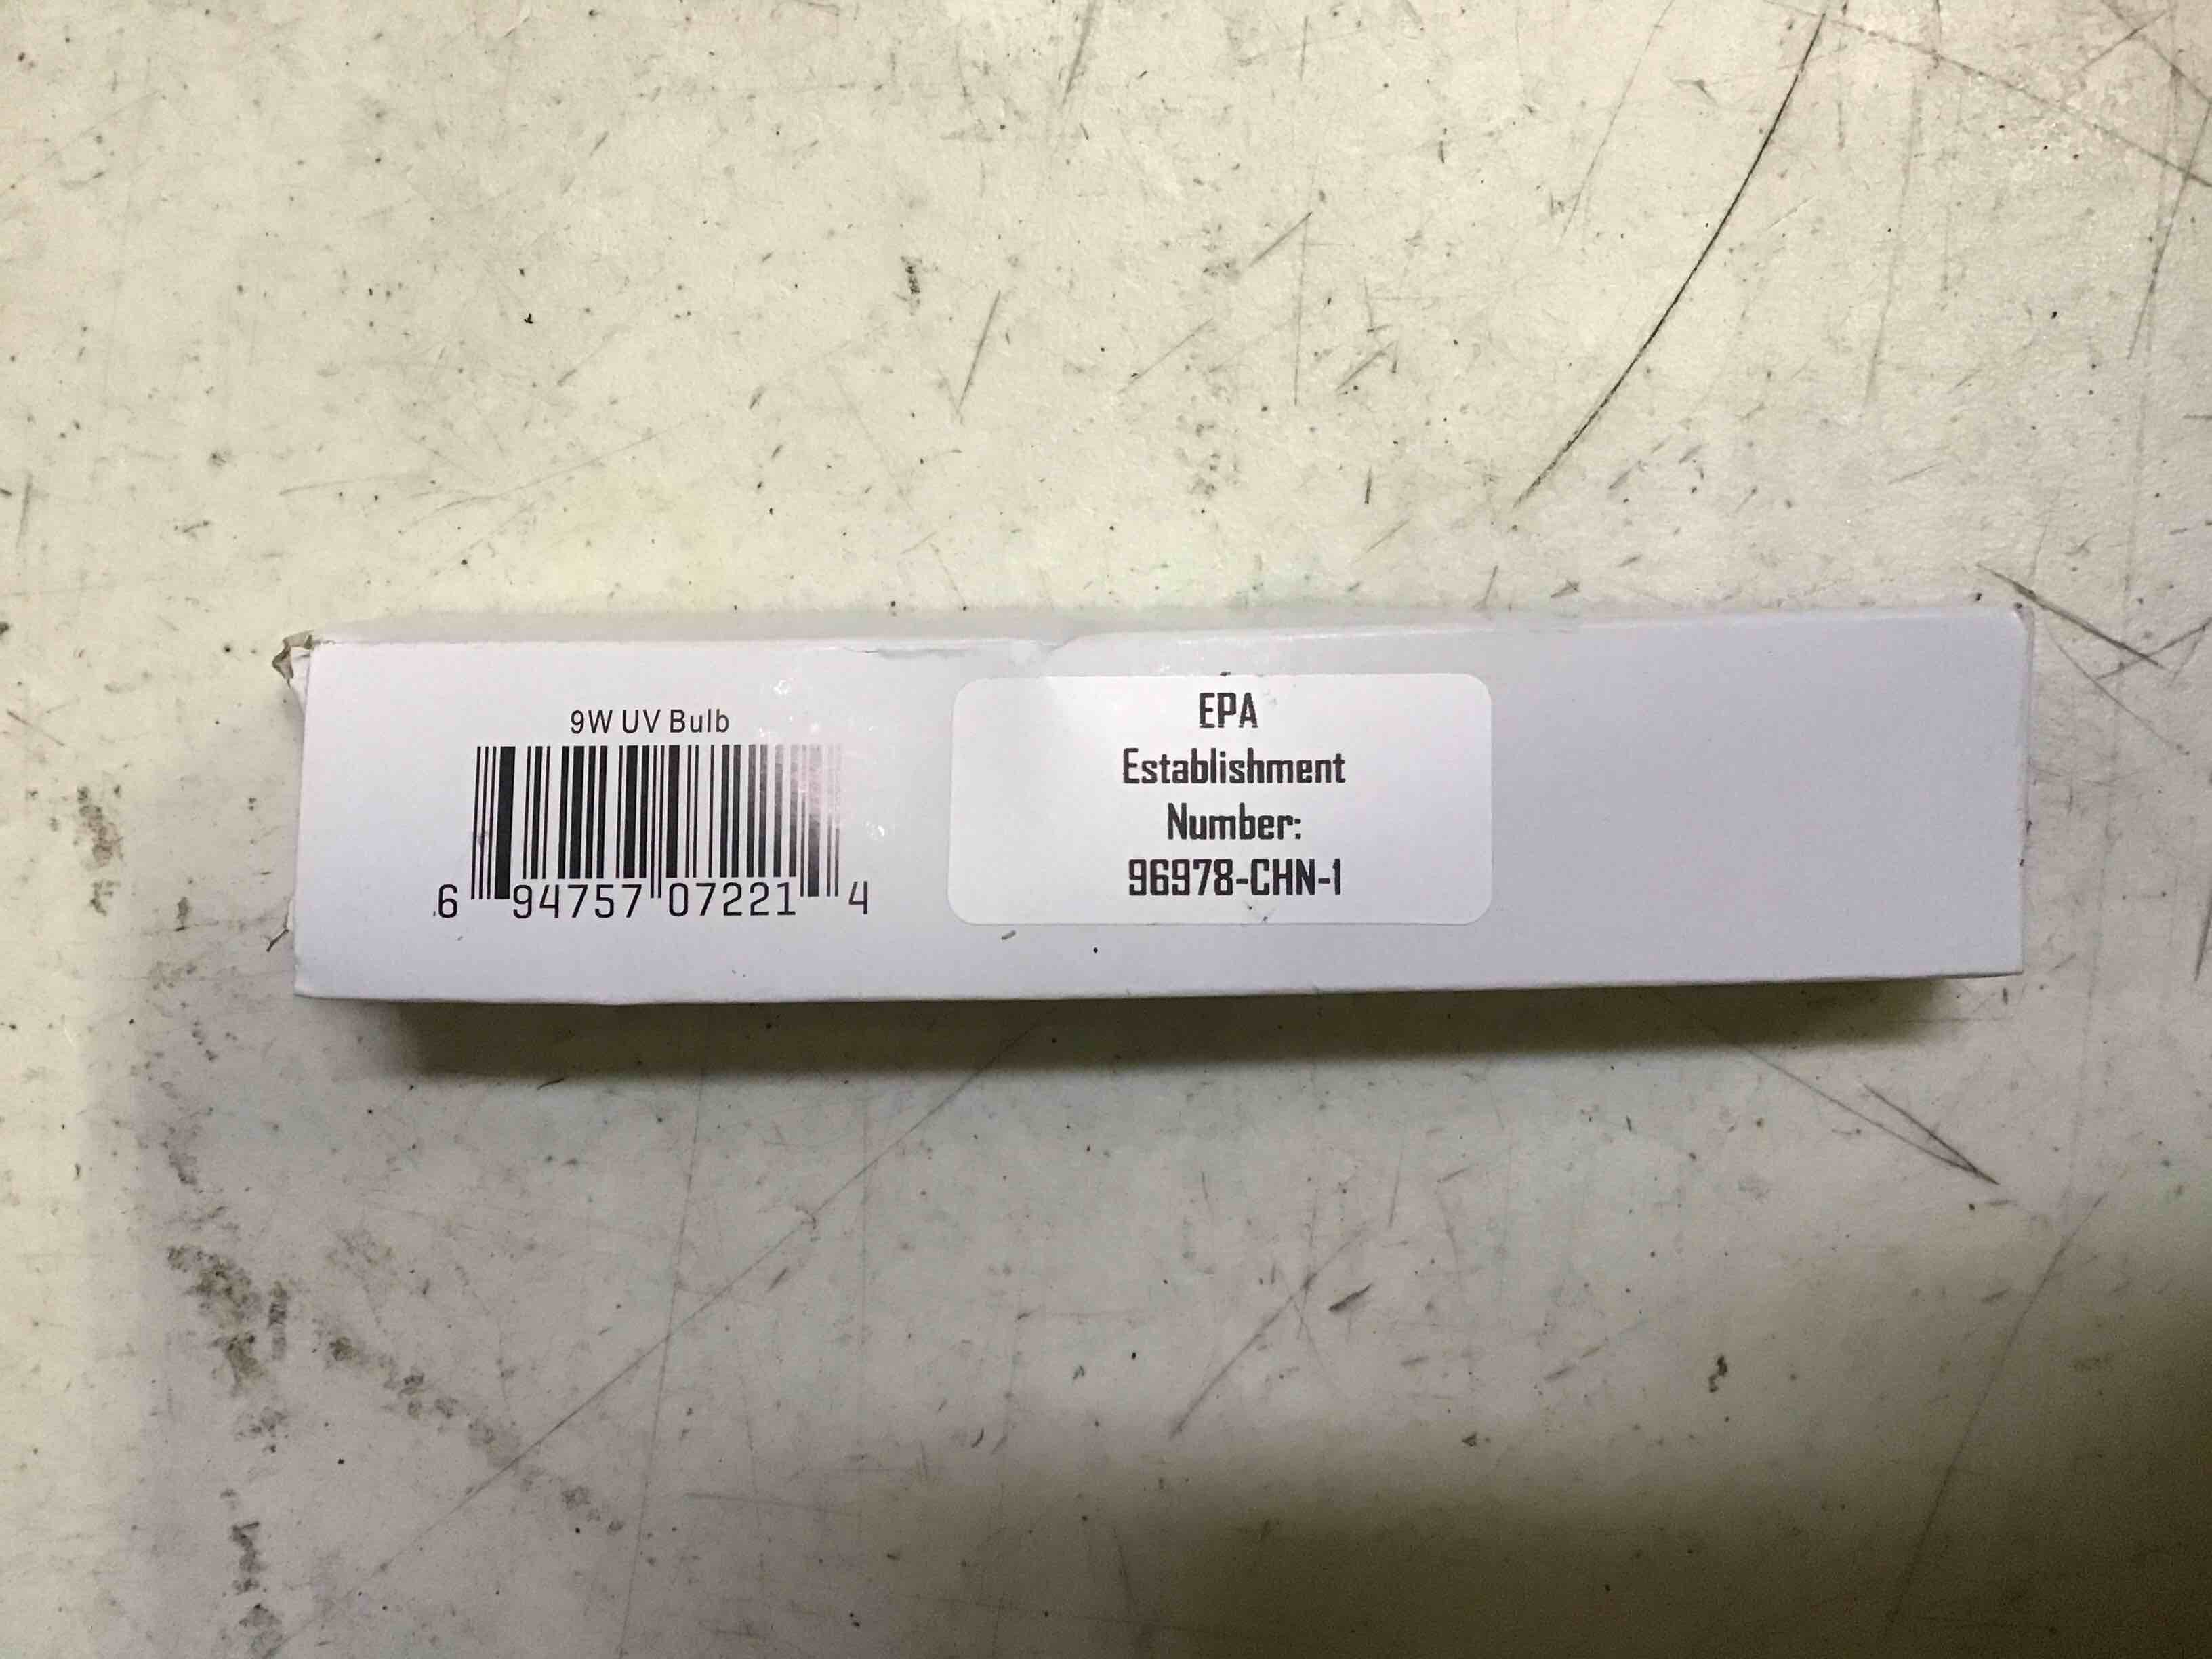 9W UV Bulb
6 94757 07221 4
EPA
Establishment
Number:
96978-CHN-1